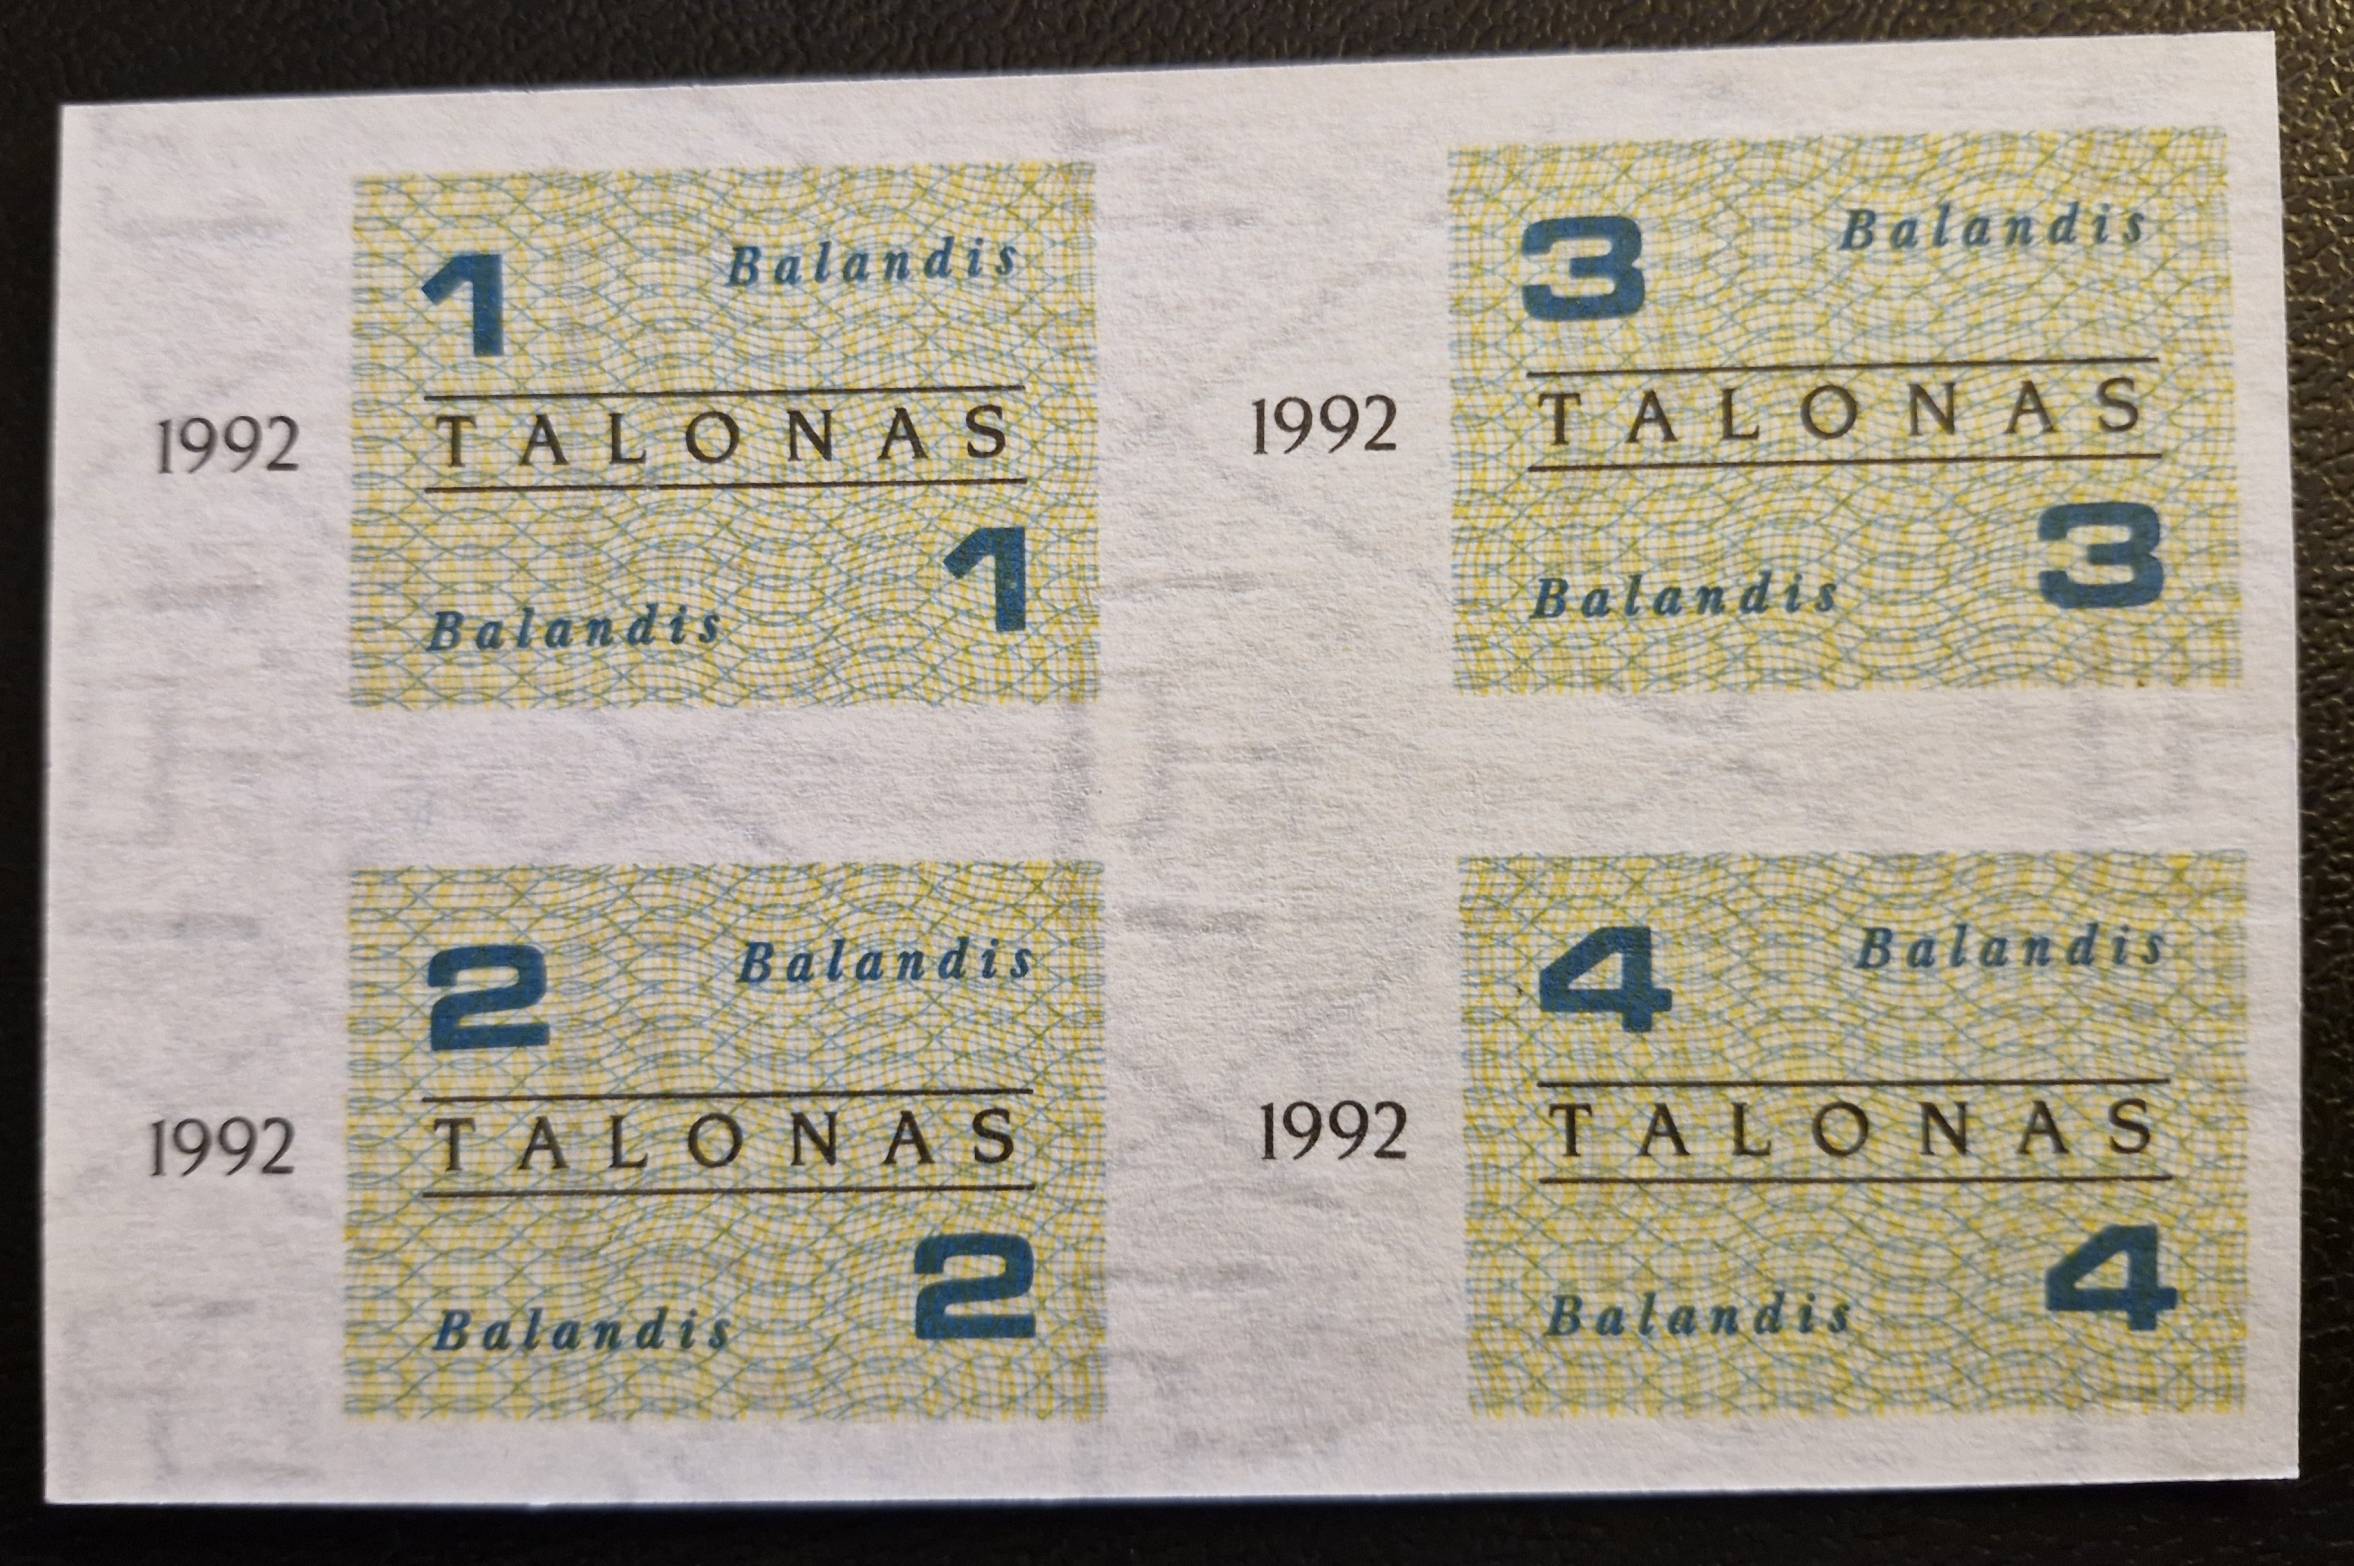 1 Balandis
1992 TALONAS
Balandis 1
3 Balandis
1992 TALONAS
Balandis 3
2 Balandis
1992 TALONAS
Balandis 2
4 Balandis
1992 TALONAS
Balandis 4